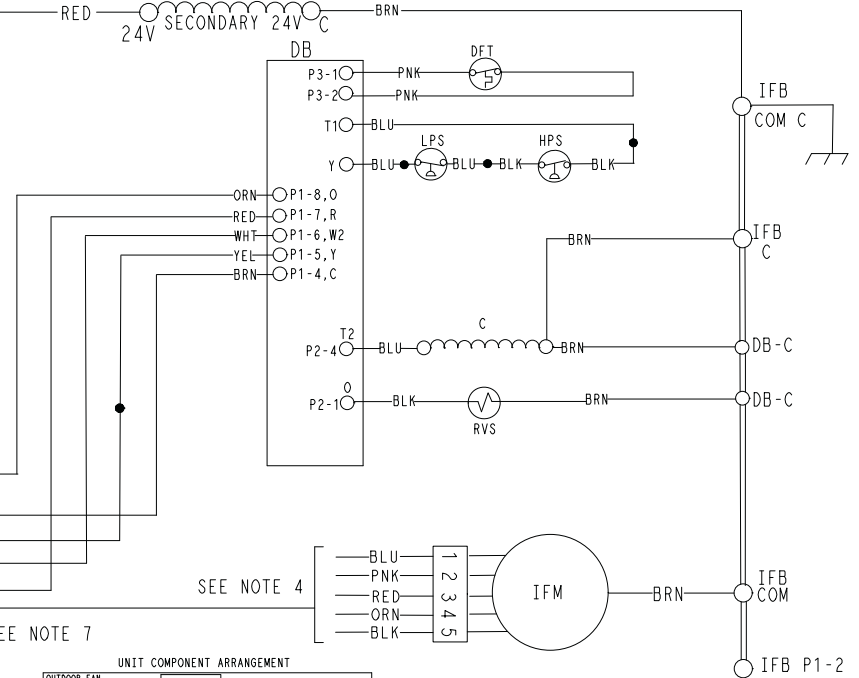 RED 24V SECONDARY 24V C BRN
DB
DFT
P3-1 PNK
P3-2 PNK
IFB
COM C
T1 BLU
LPS HPS
Y BLU BLU BLK BLK
ORN P1-8,O
RED P1-7,R
WHT P1-6,W2
YEL P1-5,Y
BRN P1-4,C
BRN IFB
C
C
T2
P2-4 BLU BRN DB-C
O
P2-1 BLK BRN DB-C
RVS
BLU 1
PNK 2
RED 3
ORN 4
BLK 5
IFM BRN IFB
COM
SEE NOTE 4
EE NOTE 7
UNIT COMPONENT ARRANGEMENT
IFB P1-2
OUTDOOR FAN